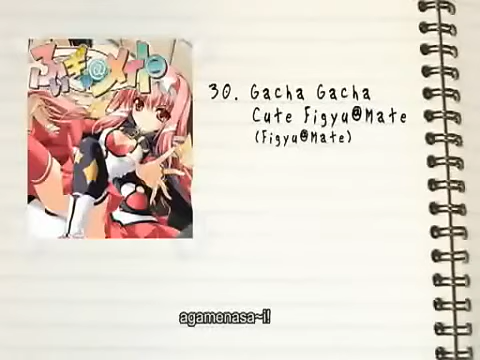 ふぃぎゅ@メイト
30. Gacha Gacha
Cute Figyu@Mate
(Figyu@Mate)
agamenasa~i!